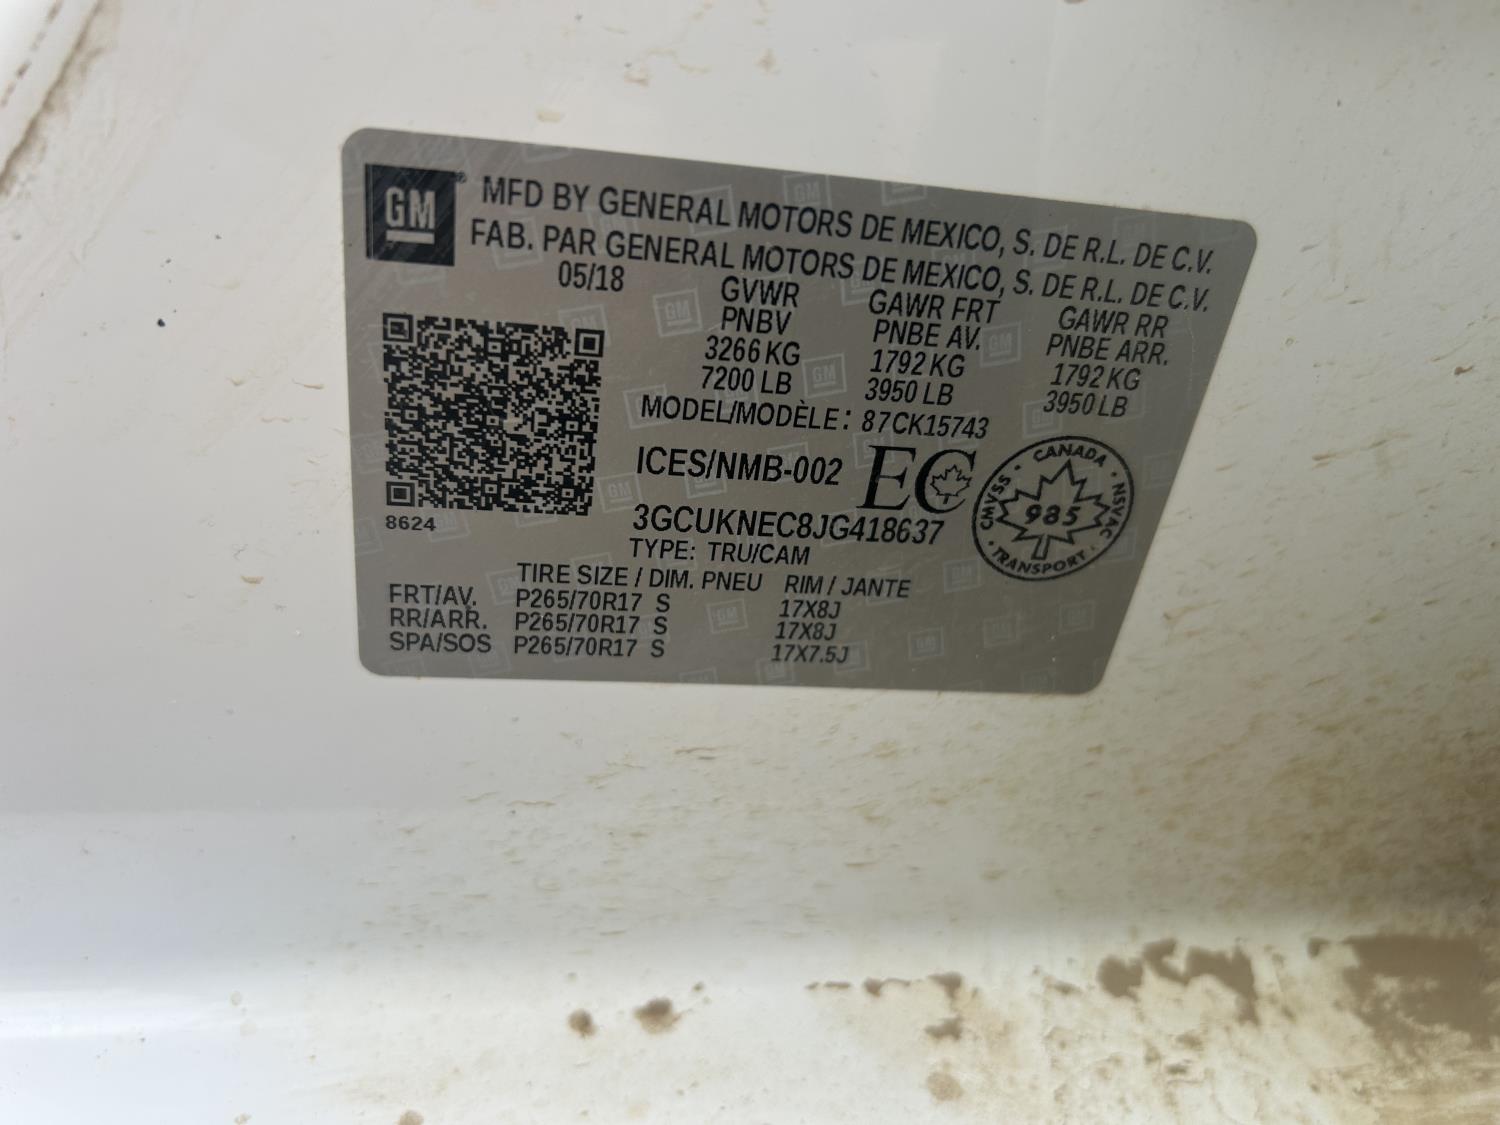 GM
MFD BY GENERAL MOTORS DE MEXICO, S. DE R.L. DE C.V.
FAB. PAR GENERAL MOTORS DE MEXICO, S. DE R.L. DE C.V.
05/18
GVWR GAWR FRT GAWR RR
PNBV PNBE AV. PNBE ARR.
3266 KG 1792 KG 1792 KG
7200 LB 3950 LB 3950 LB
MODEL/MODÈLE: 87CK15743
ICES/NMB-002 EC
CANADA
CMVSS 985 NSVAC
TRANSPORT
8624
3GCUKNEC8JG418637
TYPE: TRU/CAM
TIRE SIZE / DIM. PNEU RIM / JANTE
FRT/AV. P265/70R17 S 17X8J
RR/ARR. P265/70R17 S 17X8J
SPA/SOS P265/70R17 S 17X7.5J